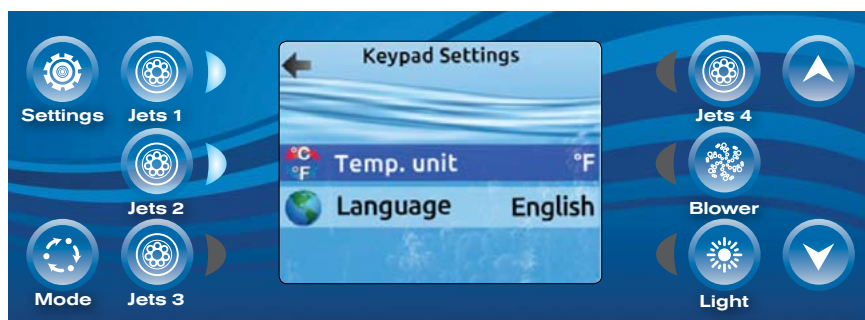 Keypad Settings
Settings
Jets 1
Jets 4
°C
°F
Temp. unit °F
Language English
Jets 2
Blower
Mode
Jets 3
Light